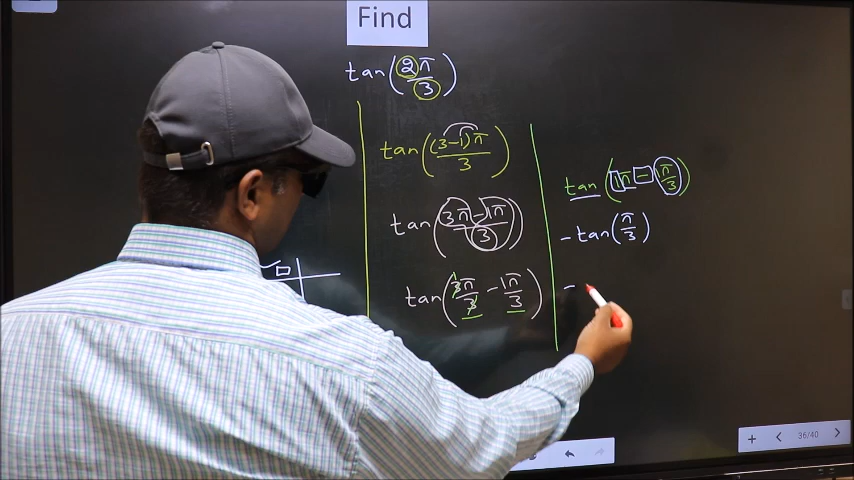 Find
tan(2π/3)
tan((3-1)π/3)
tan((3π-1π)/3)
tan(3π/3 - 1π/3)
tan(1π - 1π/3)
- tan(π/3)
-
36/40